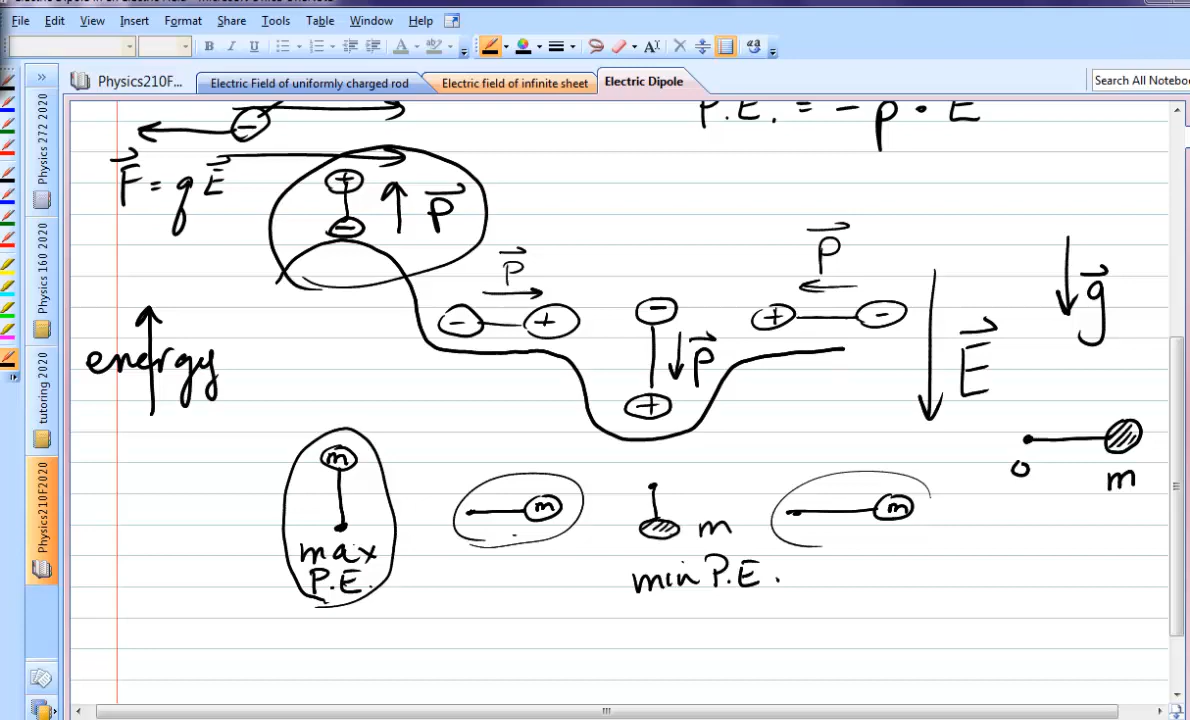 File Edit View Insert Format Share Tools Table Window Help
B I U
Physics210F... Electric Field of uniformly charged rod Electric field of infinite sheet Electric Dipole Search All Notebo
Physics 272 2020
Physics 160 2020
tutoring 2020
Physics210F2020
P.E. = - p · E
-
F = q E
+
-
P
P
- +
-
P
+
P
+ -
E
g
energy
o m
m
max
P.E.
m
m
min P.E.
m